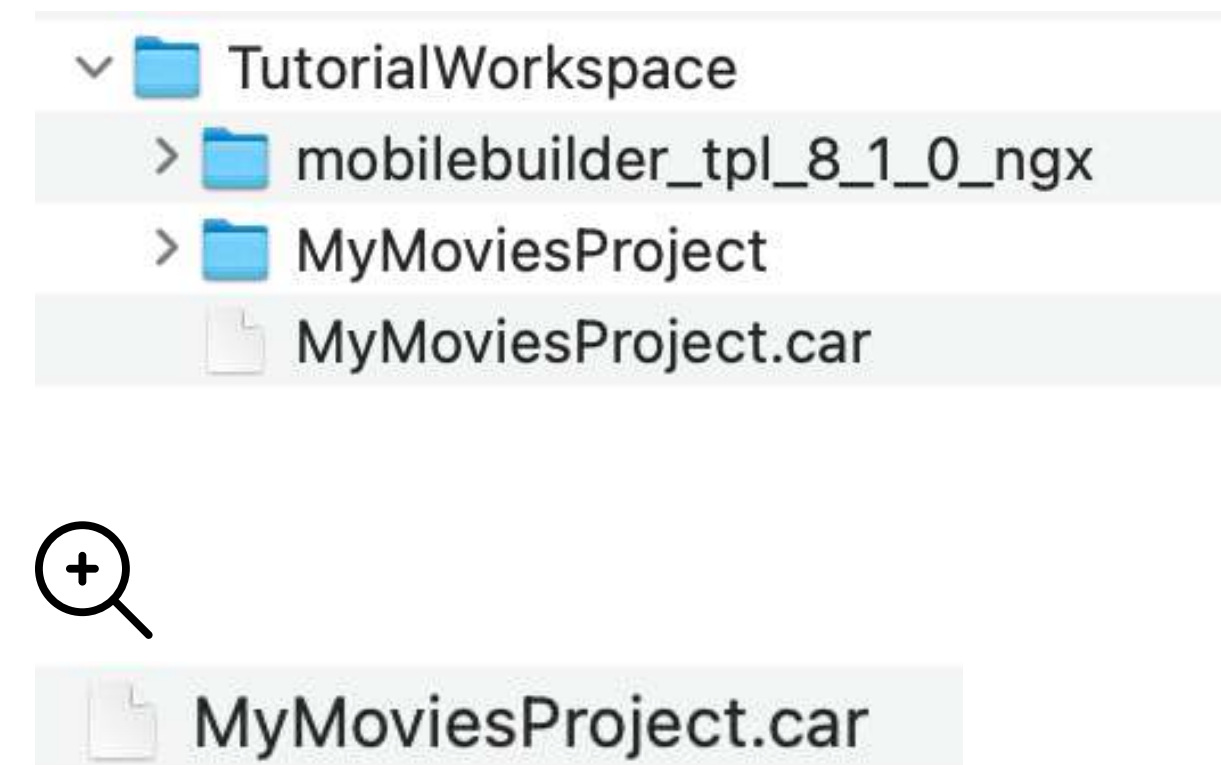 TutorialWorkspace
mobilebuilder_tpl_8_1_0_ngx
MyMoviesProject
MyMoviesProject.car
MyMoviesProject.car